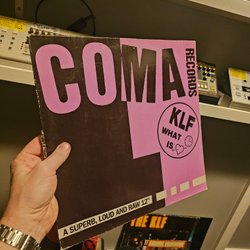 COMA
RECORDS
KLF
WHAT
IS
A SUPERB, LOUD AND RAW 12"
THE KLF